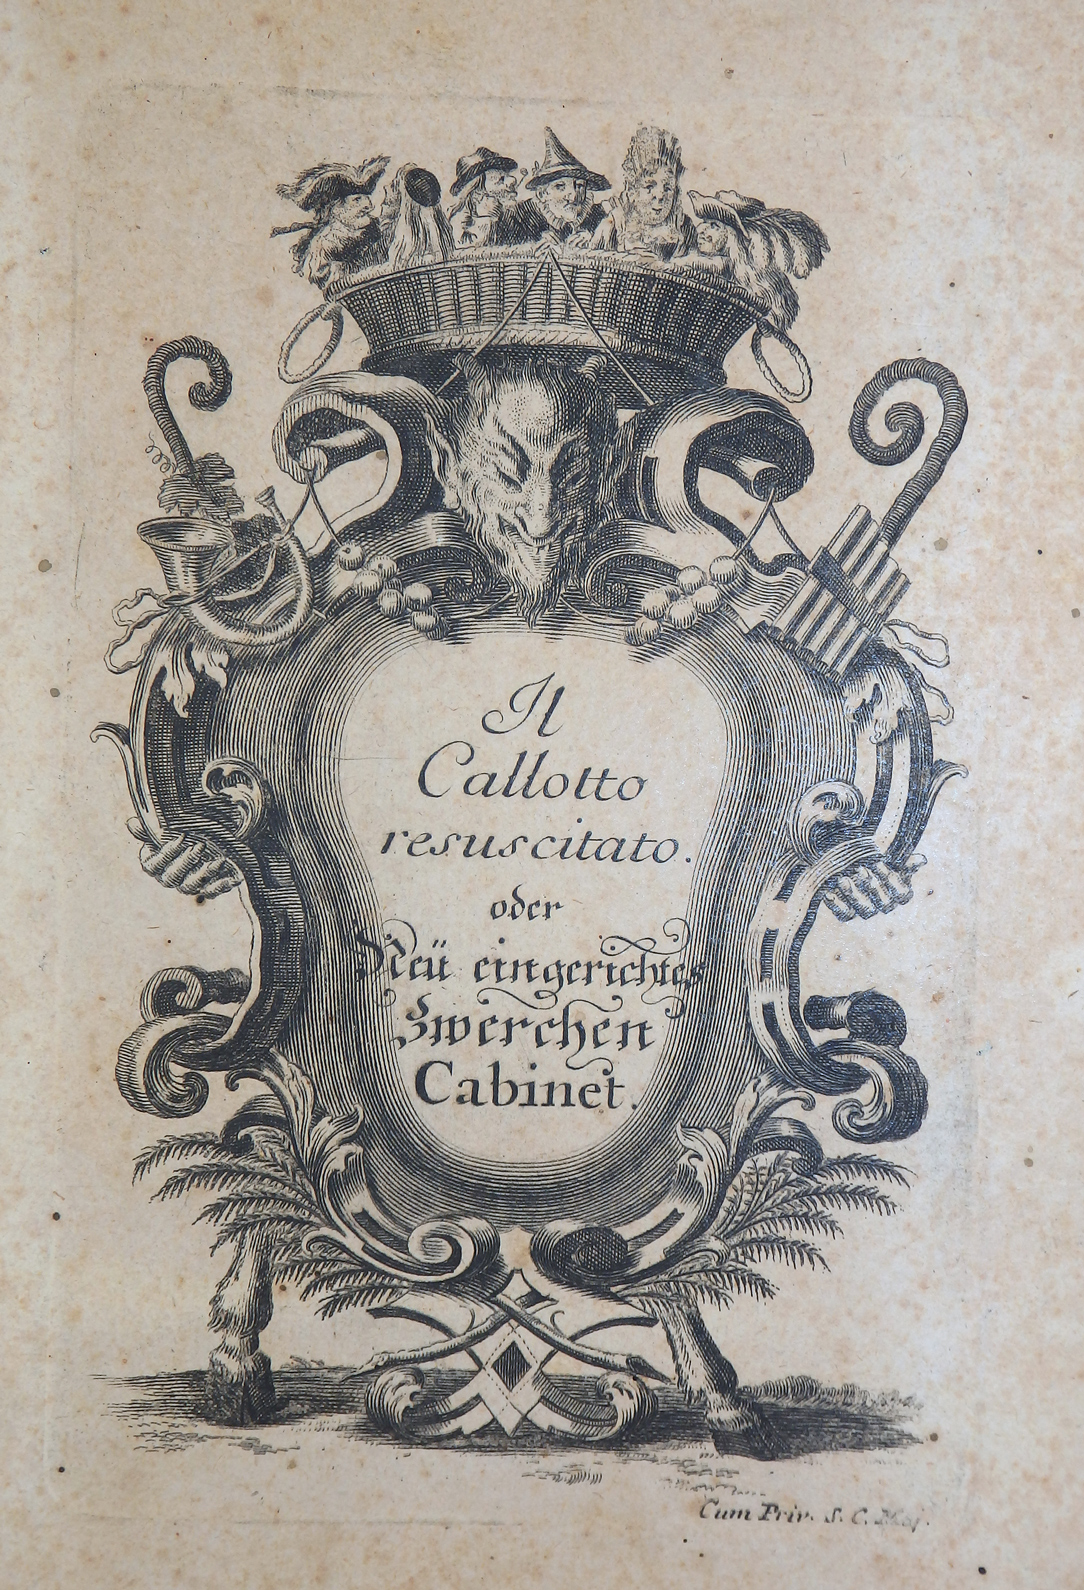 Il
Callotto
resuscitato.
oder
Neü eingerichtes
Zwerchen
Cabinet.
Cum Priv. S. C. Maj.